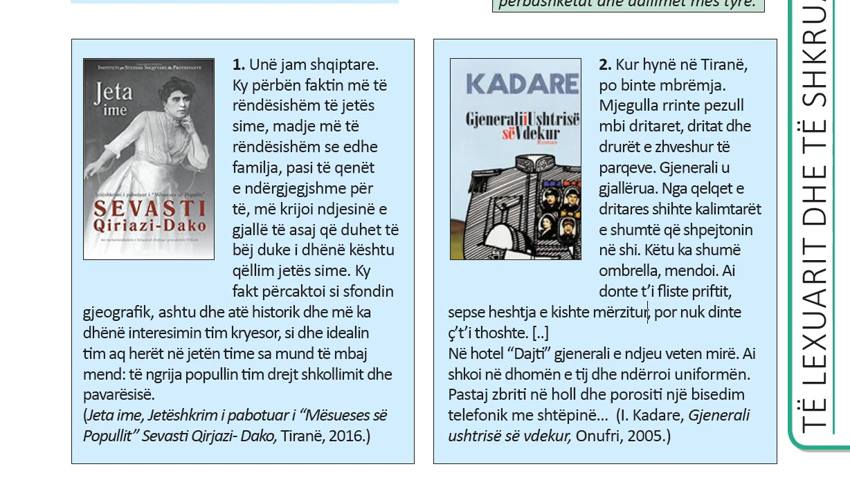 përbashkëtat dhe dallimet mes tyre.
INSTITUTI PËR STUDIME SHQIPTARE DHE PROTESTANTE
Jeta
ime
SEVASTI
Qiriazi-Dako
1. Unë jam shqiptare.
Ky përbën faktin më të
rëndësishëm të jetës
sime, madje më të
rëndësishëm se edhe
familja, pasi të qenët
e ndërgjegjshme për
të, më krijoi ndjesinë e
gjallë të asaj që duhet të
bëj duke i dhënë kështu
qëllim jetës sime. Ky
fakt përcaktoi si sfondin
gjeografik, ashtu dhe atë historik dhe më ka
dhënë interesimin tim kryesor, si dhe idealin
tim aq herët në jetën time sa mund të mbaj
mend: të ngrija popullin tim drejt shkollimit dhe
pavarësisë.
(Jeta ime, Jetëshkrim i pabotuar i “Mësueses së
Popullit” Sevasti Qirjazi- Dako, Tiranë, 2016.)
KADARE
Gjenerali i Ushtrisë
së Vdekur
Roman
2. Kur hynë në Tiranë,
po binte mbrëmja.
Mjegulla rrinte pezull
mbi dritaret, dritat dhe
drurët e zhveshur të
parqeve. Gjenerali u
gjallërua. Nga qelqet e
dritares shihte kalimtarët
e shumtë që shpejtonin
në shi. Këtu ka shumë
ombrella, mendoi. Ai
donte t’i fliste priftit,
sepse heshtja e kishte mërzitur, por nuk dinte
ç’t’i thoshte. [..]
Në hotel “Dajti” gjenerali e ndjeu veten mirë. Ai
shkoi në dhomën e tij dhe ndërroi uniformën.
Pastaj zbriti në holl dhe porositi një bisedim
telefonik me shtëpinë... (I. Kadare, Gjenerali
ushtrisë së vdekur, Onufri, 2005.)
TË LEXUARIT DHE TË SHKRUA